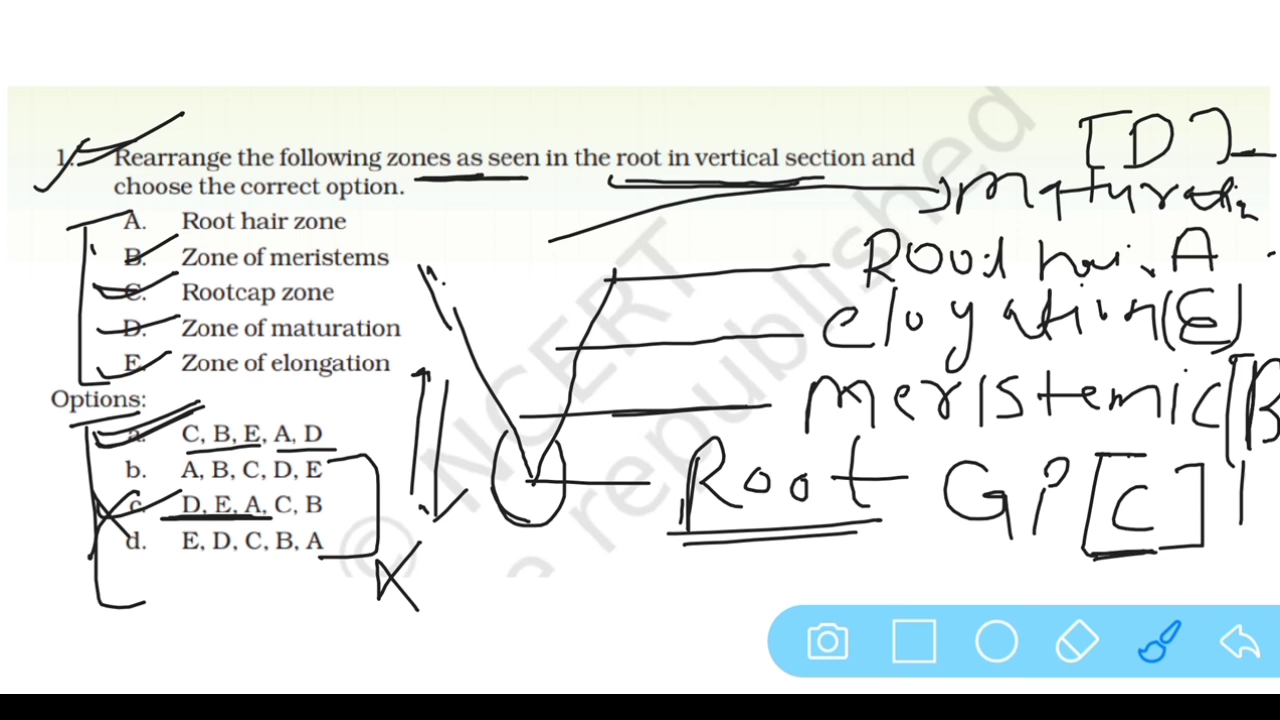 1. Rearrange the following zones as seen in the root in vertical section and
choose the correct option.
A. Root hair zone
B. Zone of meristems
C. Rootcap zone
D. Zone of maturation
E. Zone of elongation
Options:
a. C, B, E, A, D
b. A, B, C, D, E
c. D, E, A, C, B
d. E, D, C, B, A
[D]
Root hair A
(E)
meristemic [B
Root [C]
© NCERT
republished